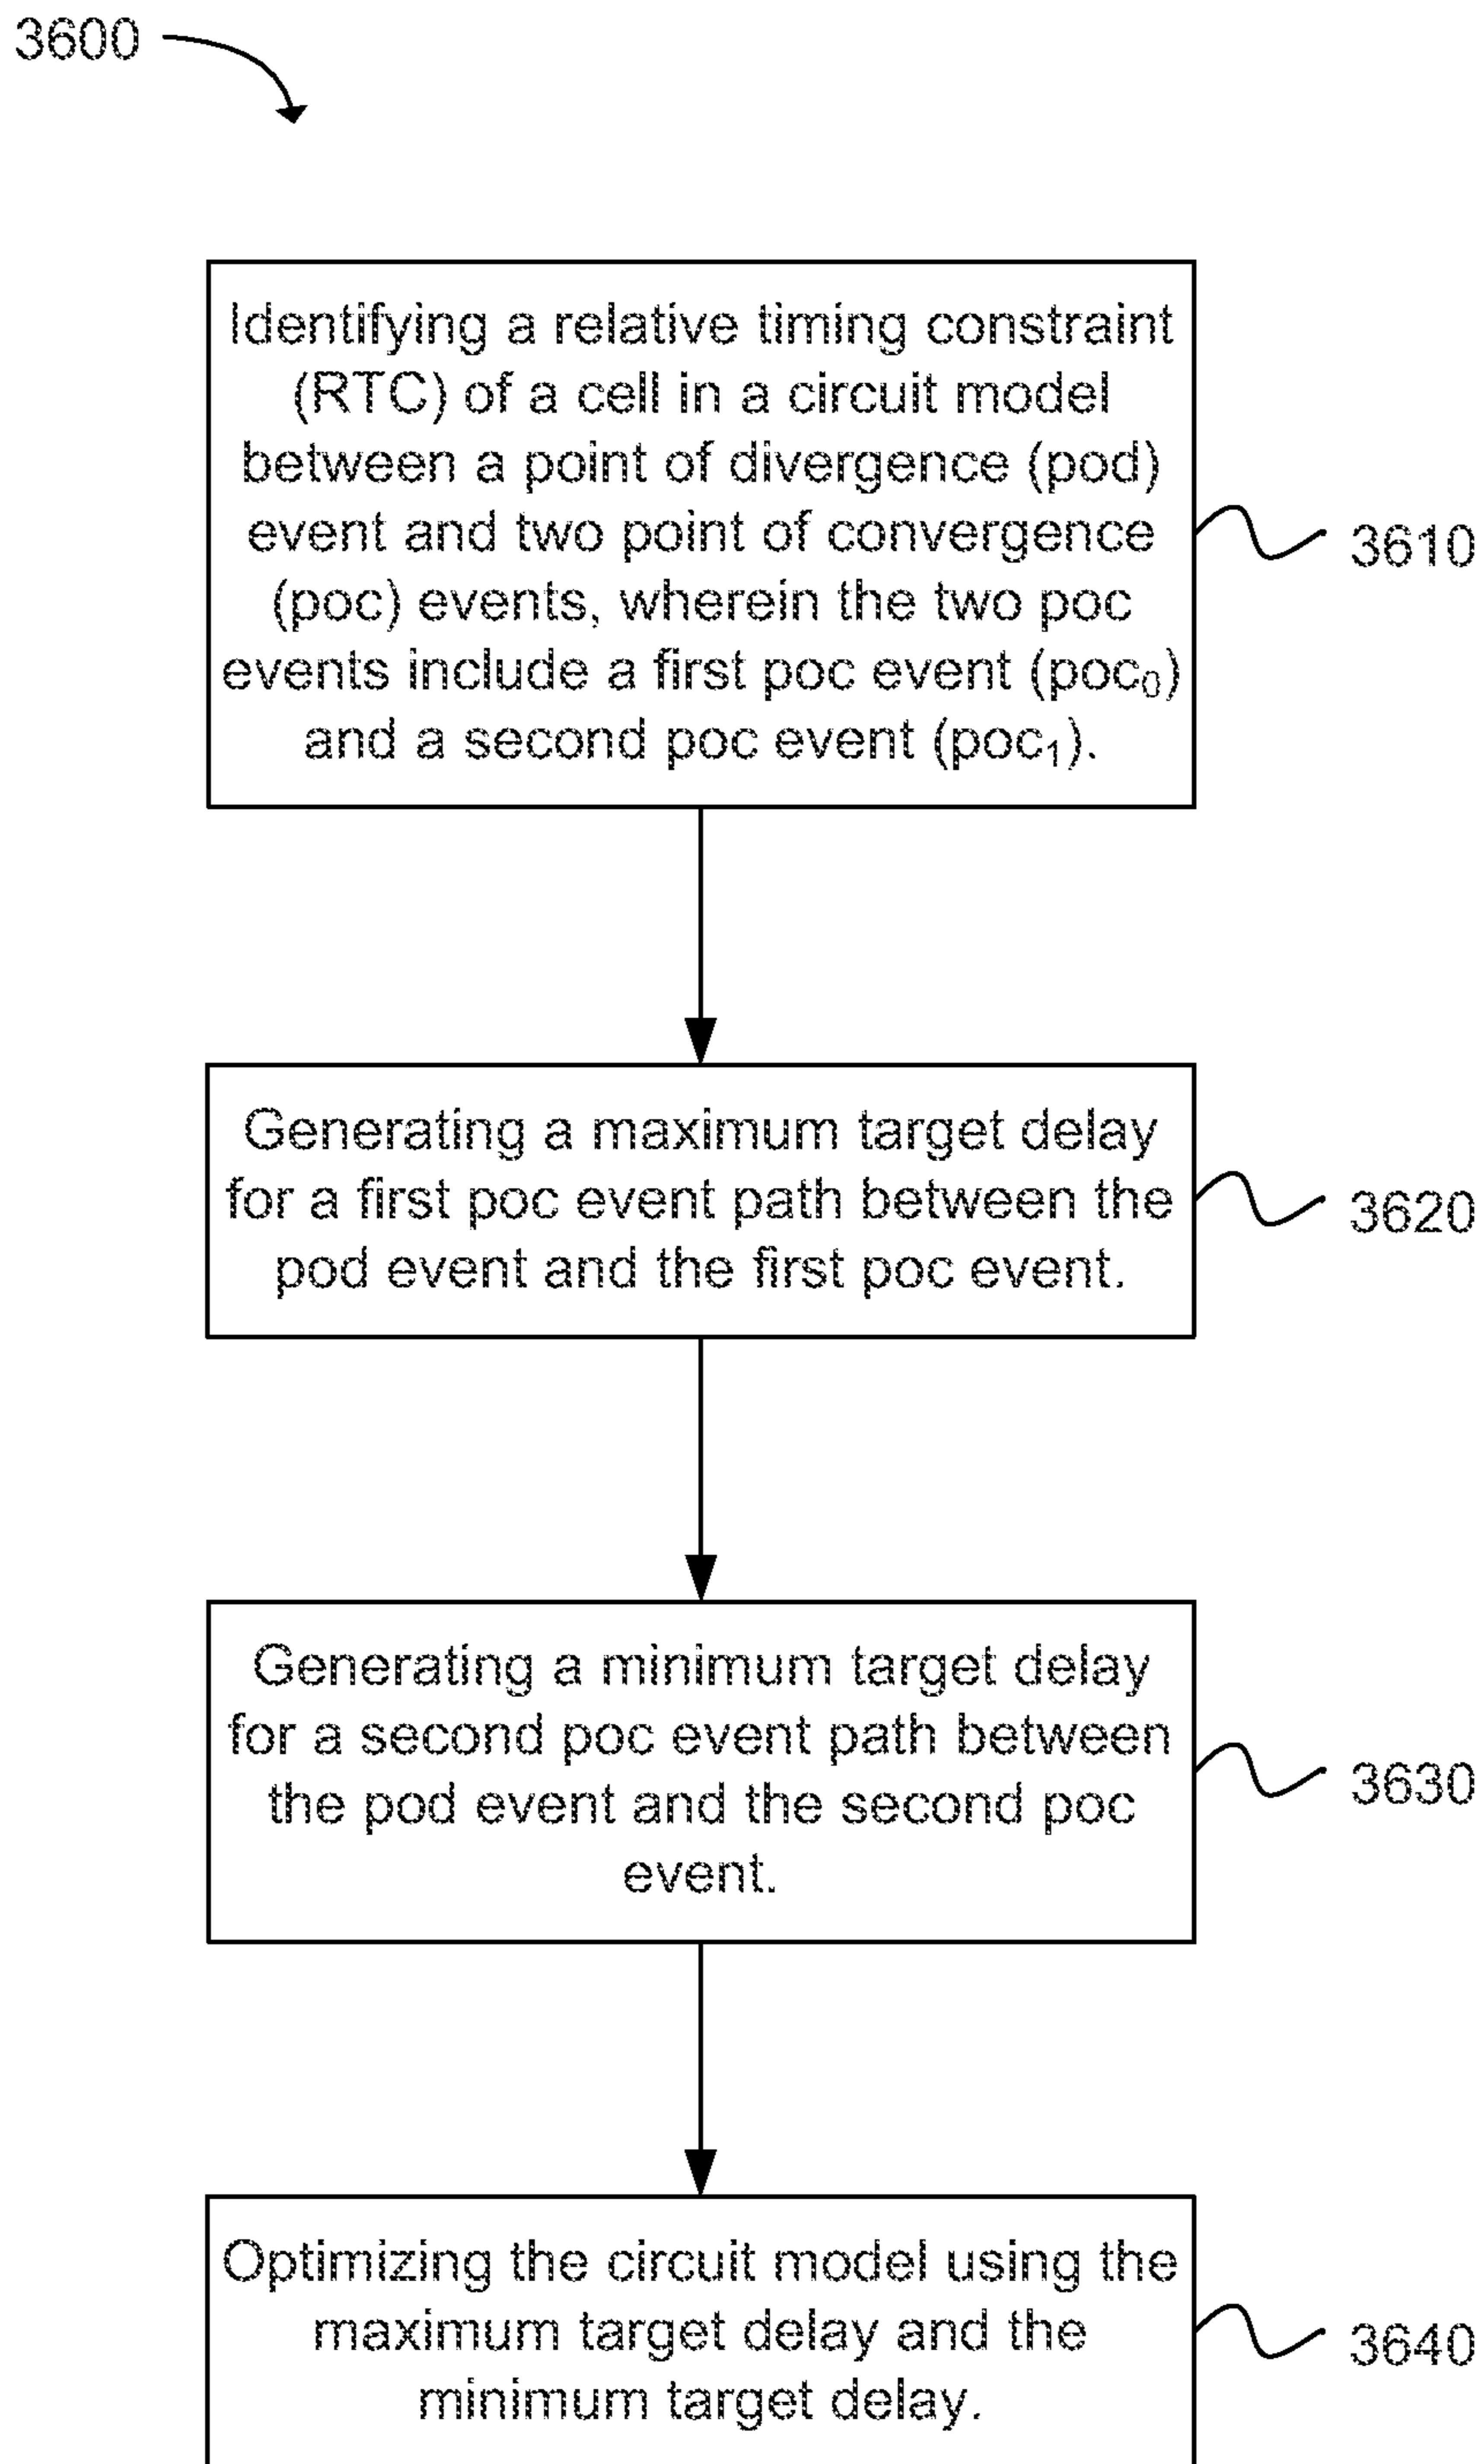 3600
Identifying a relative timing constraint
(RTC) of a cell in a circuit model
between a point of divergence (pod)
event and two point of convergence
(poc) events, wherein the two poc
events include a first poc event (poc₀)
and a second poc event (poc₁).
3610
Generating a maximum target delay
for a first poc event path between the
pod event and the first poc event.
3620
Generating a minimum target delay
for a second poc event path between
the pod event and the second poc
event.
3630
Optimizing the circuit model using the
maximum target delay and the
minimum target delay.
3640